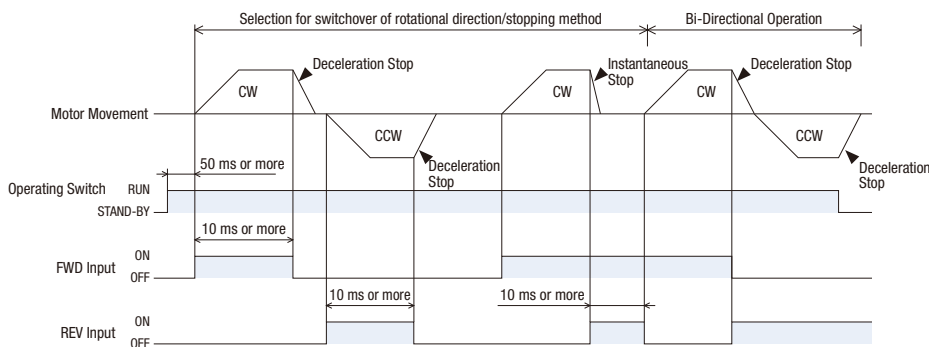 Selection for switchover of rotational direction/stopping method
Bi-Directional Operation
Deceleration Stop
Instantaneous
Stop
Deceleration Stop
CW
CW
CW
Motor Movement
CCW
CCW
Deceleration
Stop
Deceleration
Stop
50 ms or more
Operating Switch
RUN
STAND-BY
10 ms or more
FWD Input
ON
OFF
10 ms or more
10 ms or more
REV Input
ON
OFF